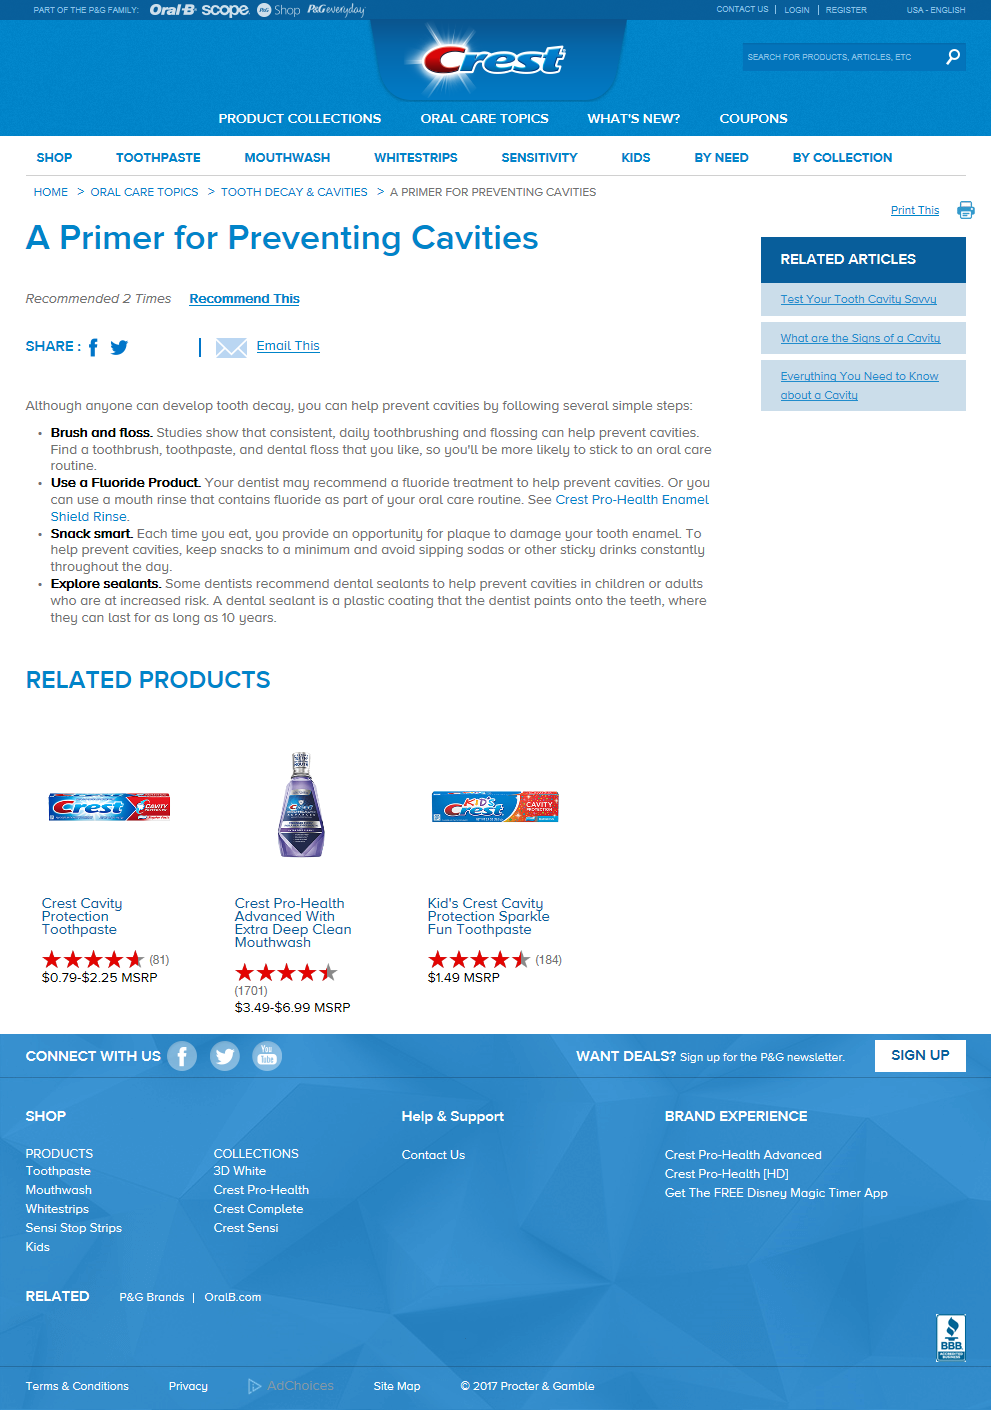 PART OF THE P&G FAMILY: Oral-B scope P&G Shop P&G everyday CONTACT US | LOGIN | REGISTER USA - ENGLISH
Crest
SEARCH FOR PRODUCTS, ARTICLES, ETC
PRODUCT COLLECTIONS ORAL CARE TOPICS WHAT'S NEW? COUPONS
SHOP TOOTHPASTE MOUTHWASH WHITESTRIPS SENSITIVITY KIDS BY NEED BY COLLECTION
HOME > ORAL CARE TOPICS > TOOTH DECAY & CAVITIES > A PRIMER FOR PREVENTING CAVITIES
Print This
A Primer for Preventing Cavities
Recommended 2 Times Recommend This
SHARE : | Email This
RELATED ARTICLES
Test Your Tooth Cavity Savvy
What are the Signs of a Cavity
Everything You Need to Know
about a Cavity
Although anyone can develop tooth decay, you can help prevent cavities by following several simple steps:
• Brush and floss. Studies show that consistent, daily toothbrushing and flossing can help prevent cavities.
Find a toothbrush, toothpaste, and dental floss that you like, so you'll be more likely to stick to an oral care
routine.
• Use a Fluoride Product. Your dentist may recommend a fluoride treatment to help prevent cavities. Or you
can use a mouth rinse that contains fluoride as part of your oral care routine. See Crest Pro-Health Enamel
Shield Rinse.
• Snack smart. Each time you eat, you provide an opportunity for plaque to damage your tooth enamel. To
help prevent cavities, keep snacks to a minimum and avoid sipping sodas or other sticky drinks constantly
throughout the day.
• Explore sealants. Some dentists recommend dental sealants to help prevent cavities in children or adults
who are at increased risk. A dental sealant is a plastic coating that the dentist paints onto the teeth, where
they can last for as long as 10 years.
RELATED PRODUCTS
Crest CAVITY PROTECTION
Crest
KID'S Crest CAVITY PROTECTION
Crest Cavity
Protection
Toothpaste
(81)
$0.79-$2.25 MSRP
Crest Pro-Health
Advanced With
Extra Deep Clean
Mouthwash
(1701)
$3.49-$6.99 MSRP
Kid's Crest Cavity
Protection Sparkle
Fun Toothpaste
(184)
$1.49 MSRP
CONNECT WITH US You Tube WANT DEALS? Sign up for the P&G newsletter. SIGN UP
SHOP
PRODUCTS
Toothpaste
Mouthwash
Whitestrips
Sensi Stop Strips
Kids
COLLECTIONS
3D White
Crest Pro-Health
Crest Complete
Crest Sensi
Help & Support
Contact Us
BRAND EXPERIENCE
Crest Pro-Health Advanced
Crest Pro-Health [HD]
Get The FREE Disney Magic Timer App
RELATED P&G Brands | OralB.com
BBB
ACCREDITED BUSINESS
Terms & Conditions Privacy AdChoices Site Map © 2017 Procter & Gamble